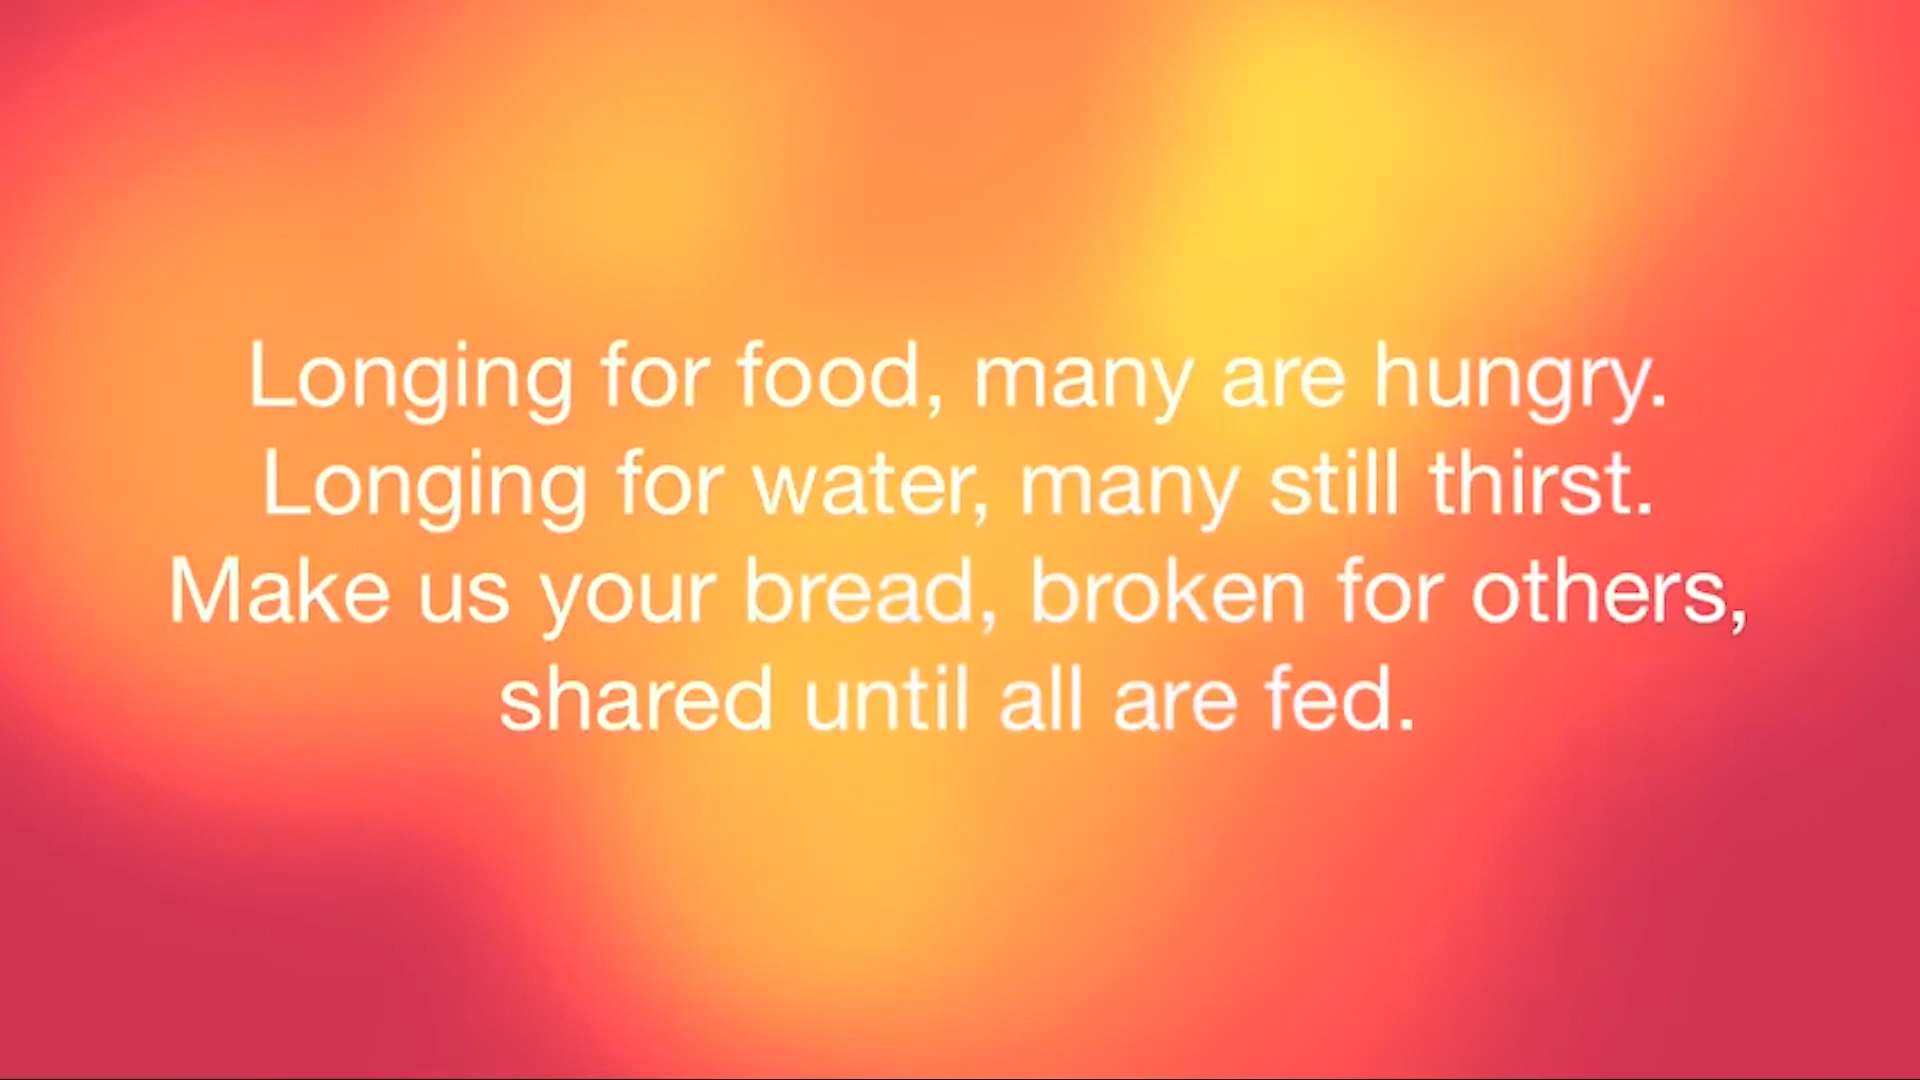 Longing for food, many are hungry.
Longing for water, many still thirst.
Make us your bread, broken for others,
shared until all are fed.